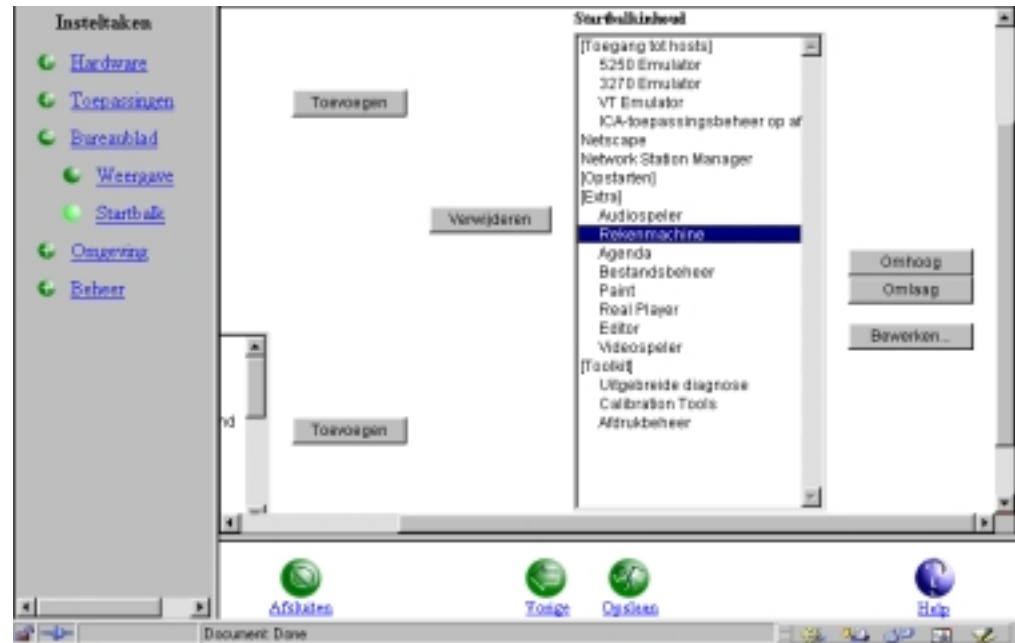 Insteltaken
Hardware
Toepassingen
Bureaublad
Weergave
Startbalk
Omgeving
Beheer
Startbalkinhoud
[Toegang tot hosts]
5250 Emulator
3270 Emulator
VT Emulator
ICA-toepassingsbeheer op af
Netscape
Network Station Manager
[Opstarten]
[Extra]
Audiospeler
Rekenmachine
Agenda
Bestandsbeheer
Paint
Real Player
Editor
Videospeler
[Toolkit]
Uitgebreide diagnose
Calibration Tools
Afdrukbeheer
Toevoegen
Verwijderen
Toevoegen
nd
Omhoog
Omlaag
Bewerken...
Afsluiten
Vorige
Opslaan
Help
Document: Done